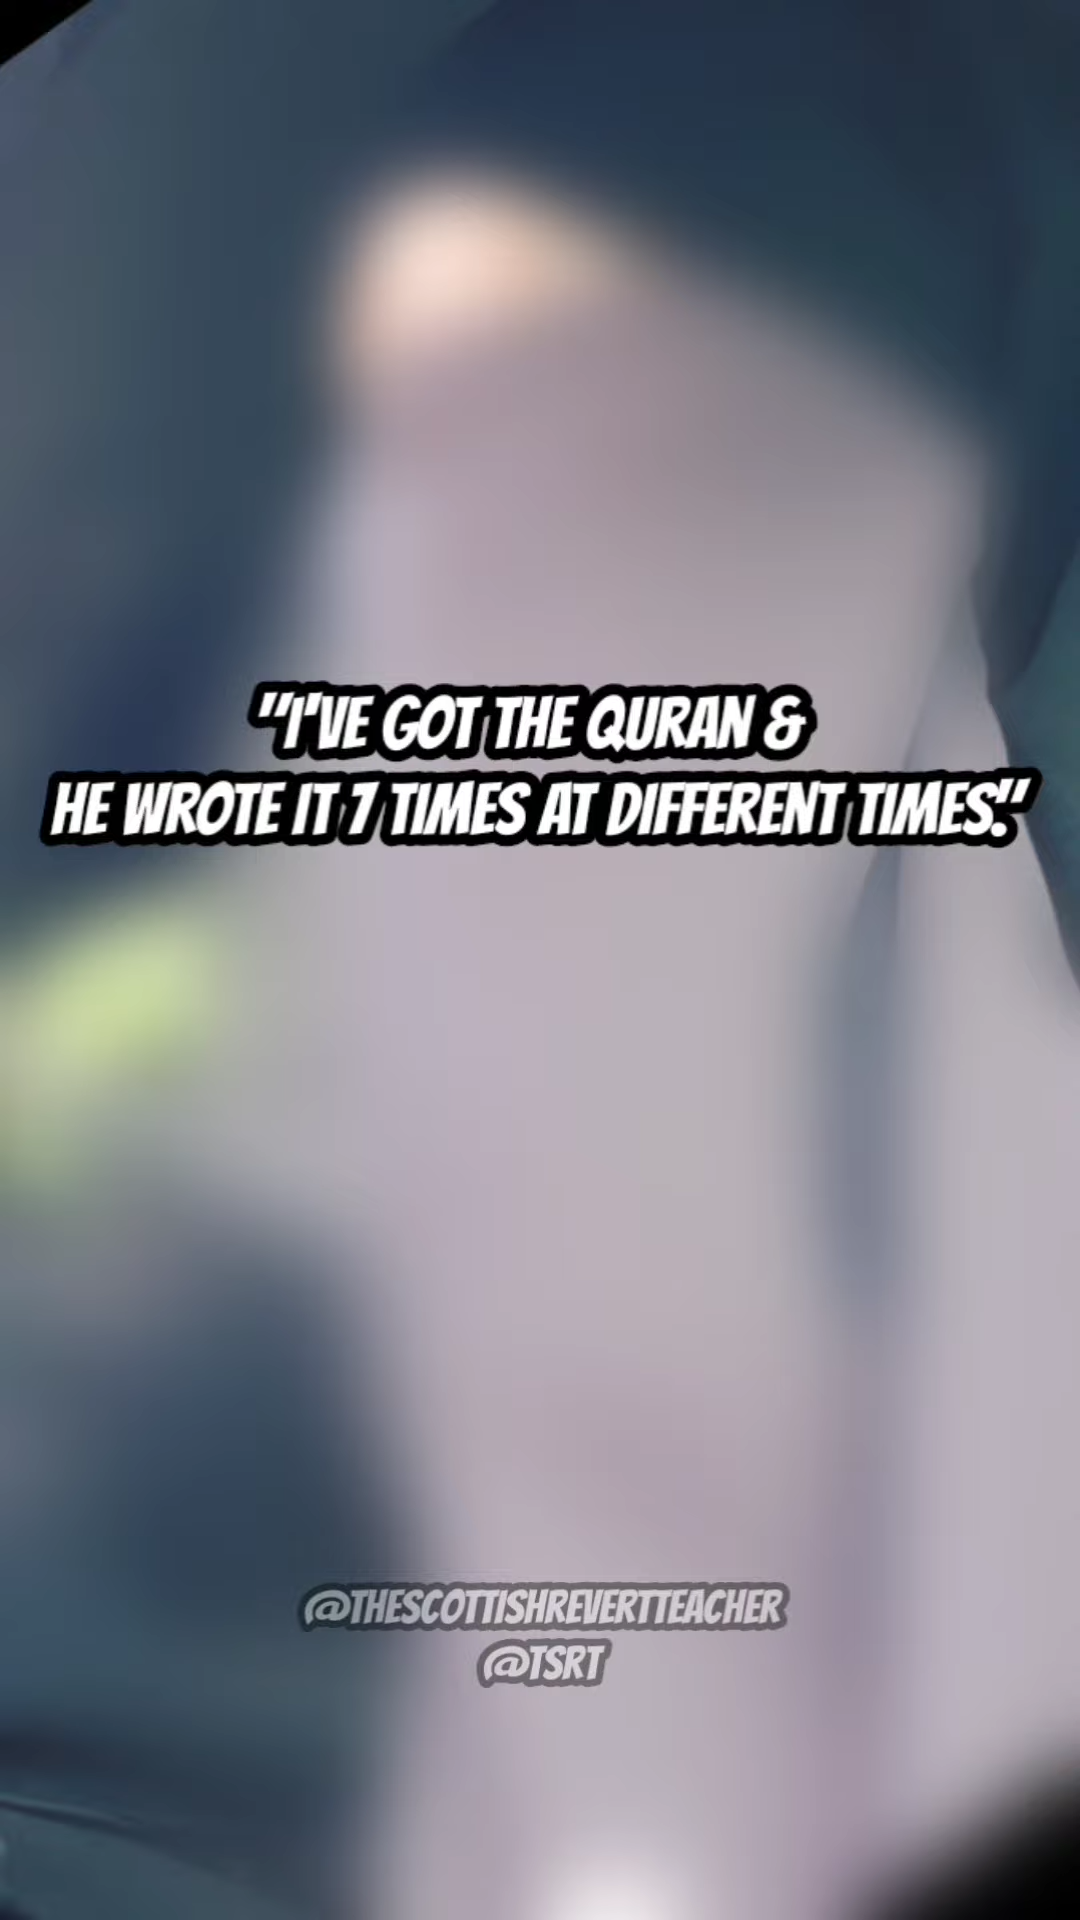 "I'VE GOT THE QURAN &
HE WROTE IT 7 TIMES AT DIFFERENT TIMES."
@THESCOTTISHREVERTTEACHER
@TSRT